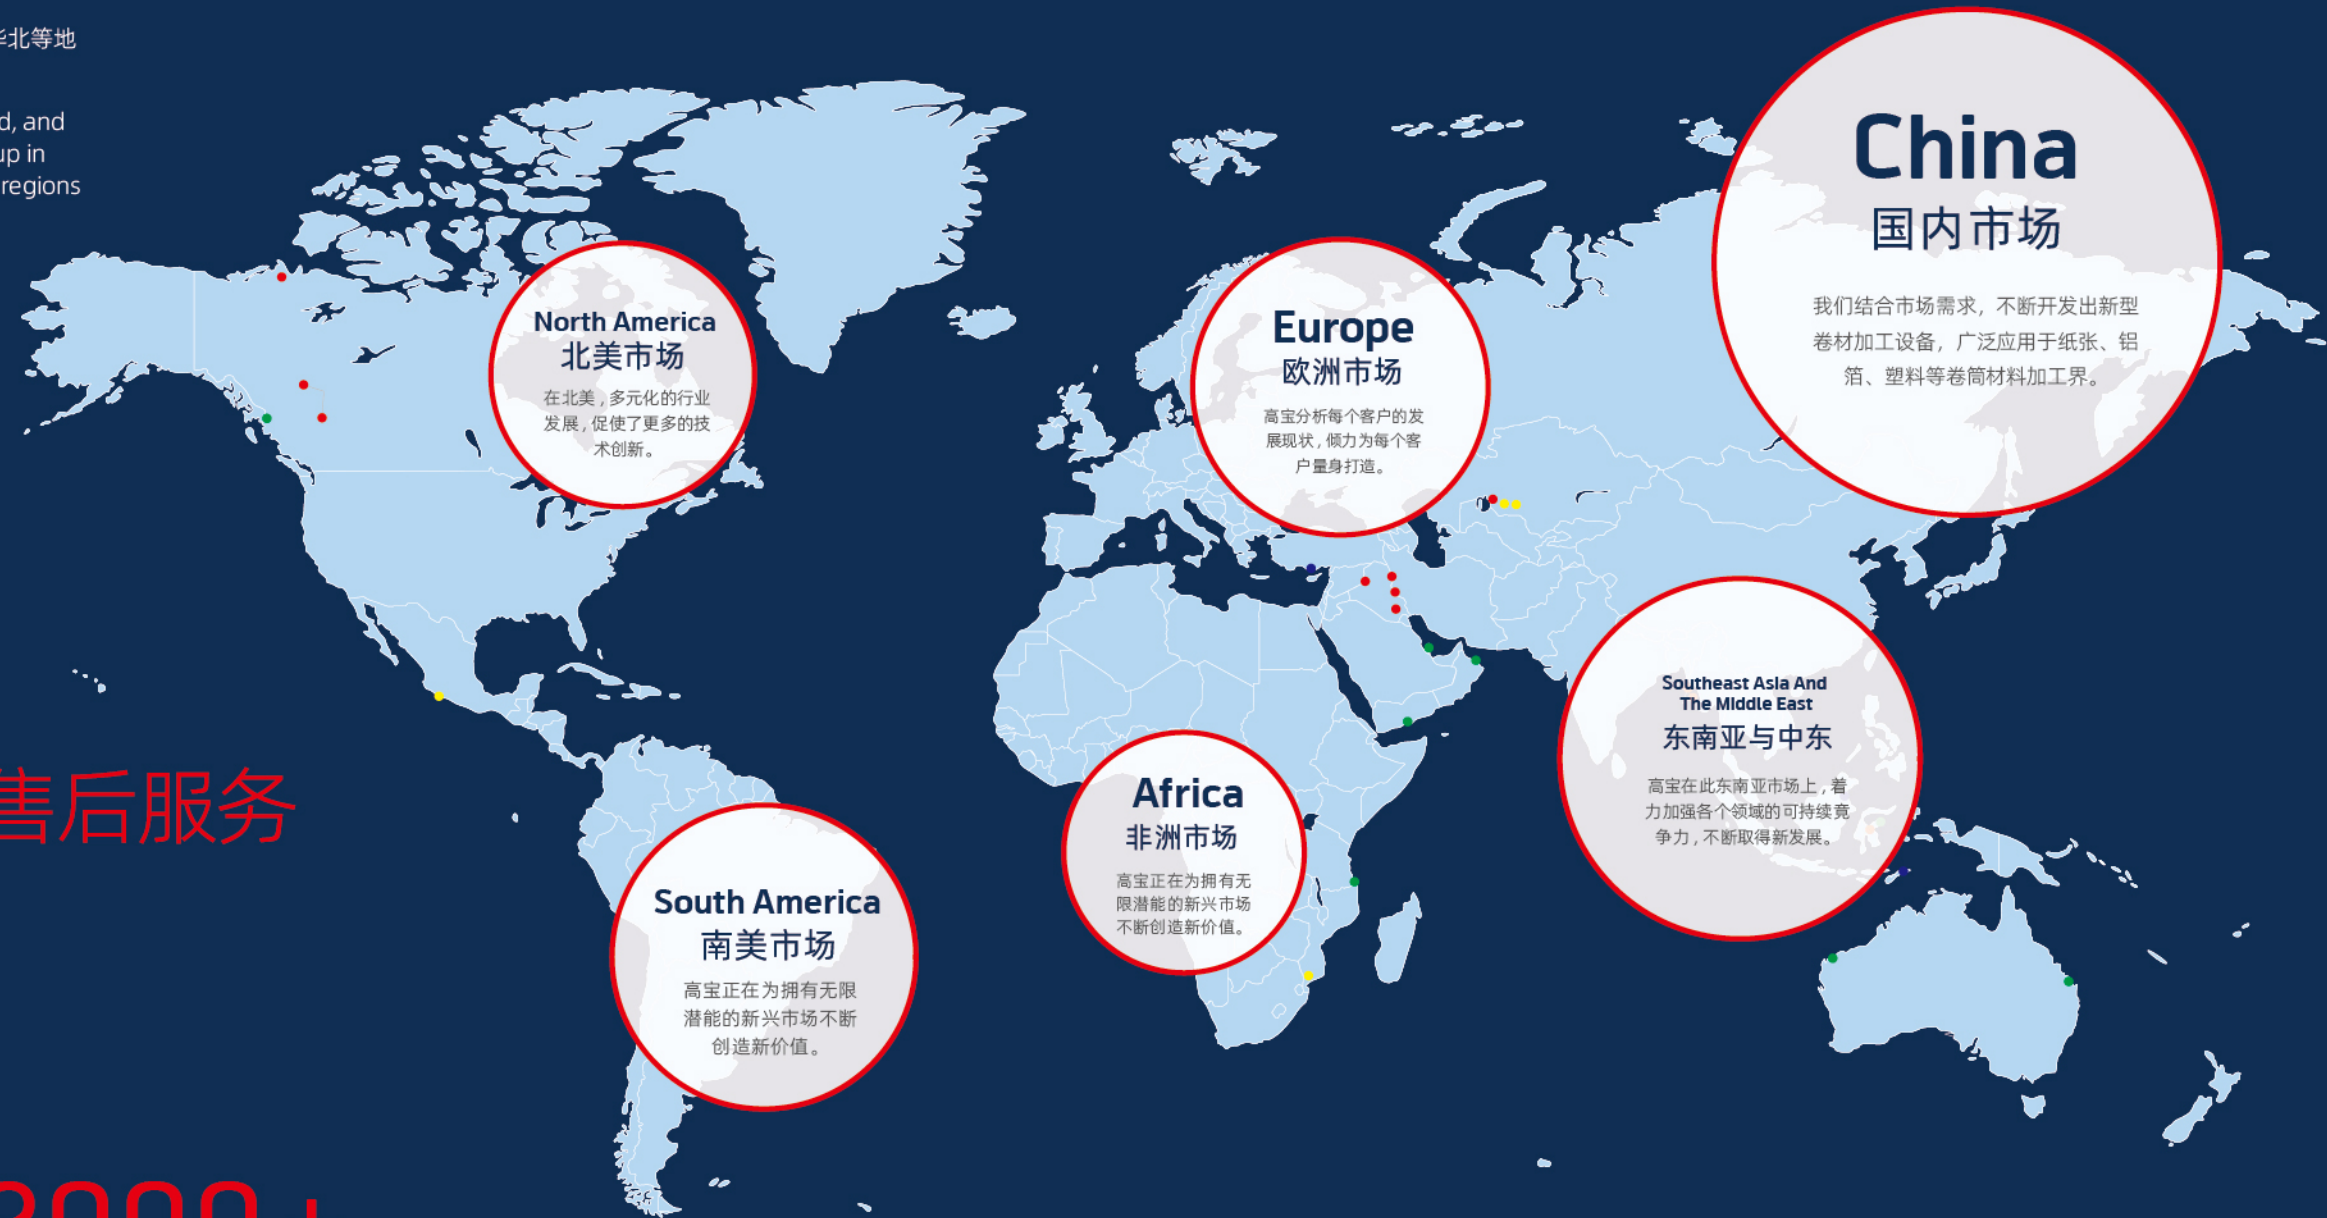 华北等地
d, and
up in
regions
售后服务
North America
北美市场
在北美,多元化的行业
发展,促使了更多的技
术创新。
Europe
欧洲市场
高宝分析每个客户的发
展现状,倾力为每个客
户量身打造。
China
国内市场
我们结合市场需求，不断开发出新型
卷材加工设备，广泛应用于纸张、铝
箔、塑料等卷筒材料加工界。
South America
南美市场
高宝正在为拥有无限
潜能的新兴市场不断
创造新价值。
Africa
非洲市场
高宝正在为拥有无
限潜能的新兴市场
不断创造新价值。
Southeast Asia And
The Middle East
东南亚与中东
高宝在此东南亚市场上,着
力加强各个领域的可持续竞
争力,不断取得新发展。